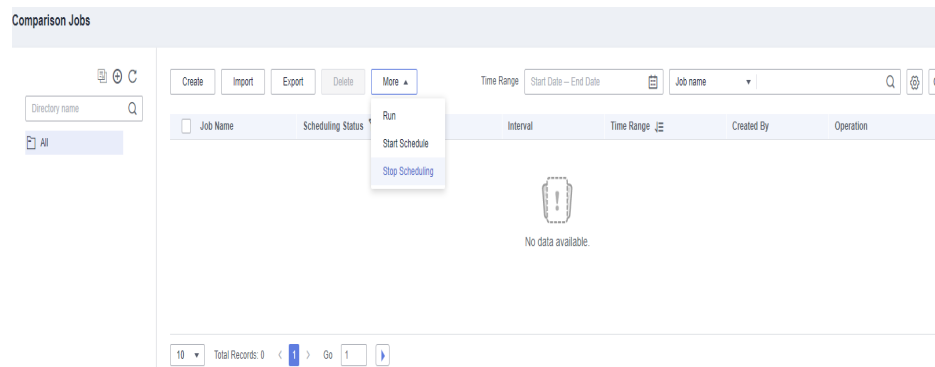 Comparison Jobs
Directory name
All
Create Import Export Delete More Time Range Start Date – End Date Job name
Run
Start Schedule
Stop Scheduling
Job Name Scheduling Status Interval Time Range Created By Operation
No data available.
10 Total Records: 0 < 1 > Go 1